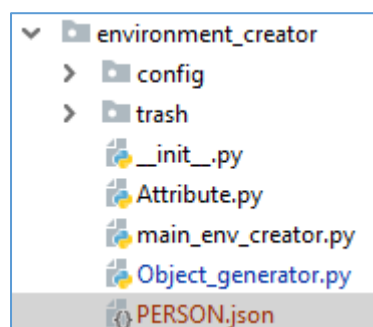 environment_creator
config
trash
__init__.py
Attribute.py
main_env_creator.py
Object_generator.py
PERSON.json